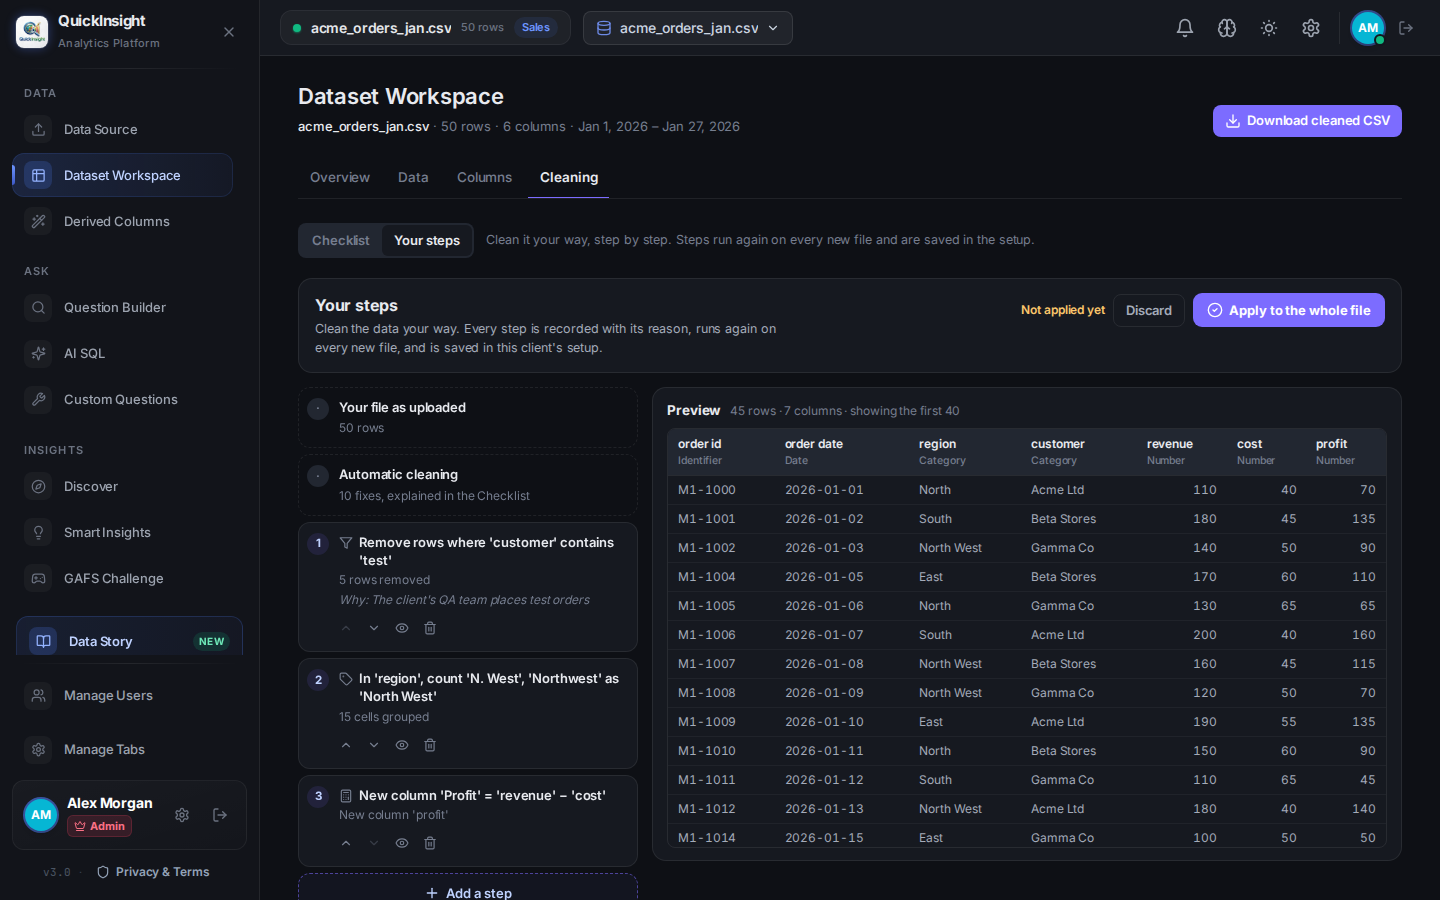 QuickInsight
Analytics Platform
DATA
Data Source
Dataset Workspace
Derived Columns
ASK
Question Builder
AI SQL
Custom Questions
INSIGHTS
Discover
Smart Insights
GAFS Challenge
Data Story NEW
Manage Users
Manage Tabs
AM Alex Morgan
Admin
v3.0 · Privacy & Terms
acme_orders_jan.csv 50 rows Sales acme_orders_jan.csv AM
Dataset Workspace
acme_orders_jan.csv · 50 rows · 6 columns · Jan 1, 2026 – Jan 27, 2026
Download cleaned CSV
Overview Data Columns Cleaning
Checklist Your steps Clean it your way, step by step. Steps run again on every new file and are saved in the setup.
Your steps
Clean the data your way. Every step is recorded with its reason, runs again on
every new file, and is saved in this client's setup.
Not applied yet Discard Apply to the whole file
Your file as uploaded
50 rows
Automatic cleaning
10 fixes, explained in the Checklist
1 Remove rows where 'customer' contains
'test'
5 rows removed
Why: The client's QA team places test orders
2 In 'region', count 'N. West', 'Northwest' as
'North West'
15 cells grouped
3 New column 'Profit' = 'revenue' − 'cost'
New column 'profit'
+ Add a step
Preview 45 rows · 7 columns · showing the first 40
order id order date region customer revenue cost profit
Identifier Date Category Category Number Number Number
M1-1000 2026-01-01 North Acme Ltd 110 40 70
M1-1001 2026-01-02 South Beta Stores 180 45 135
M1-1002 2026-01-03 North West Gamma Co 140 50 90
M1-1004 2026-01-05 East Beta Stores 170 60 110
M1-1005 2026-01-06 North Gamma Co 130 65 65
M1-1006 2026-01-07 South Acme Ltd 200 40 160
M1-1007 2026-01-08 North West Beta Stores 160 45 115
M1-1008 2026-01-09 North West Gamma Co 120 50 70
M1-1009 2026-01-10 East Acme Ltd 190 55 135
M1-1010 2026-01-11 North Beta Stores 150 60 90
M1-1011 2026-01-12 South Gamma Co 110 65 45
M1-1012 2026-01-13 North West Acme Ltd 180 40 140
M1-1014 2026-01-15 East Gamma Co 100 50 50